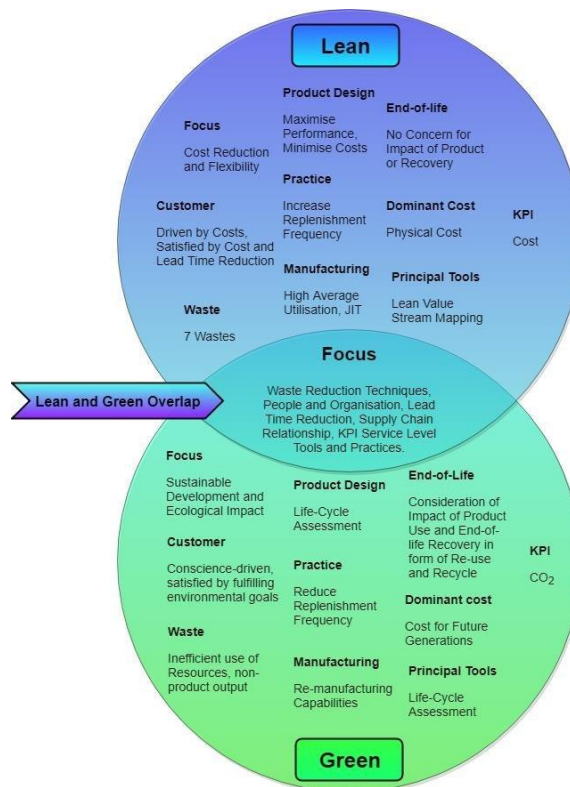 Lean
Product Design
Maximise
Performance,
Minimise Costs
End-of-life
No Concern for
Impact of Product
or Recovery
Focus
Cost Reduction
and Flexibility
Practice
Increase
Replenishment
Frequency
Customer
Driven by Costs,
Satisfied by Cost and
Lead Time Reduction
Dominant Cost
Physical Cost
KPI
Cost
Manufacturing
High Average
Utilisation, JIT
Principal Tools
Lean Value
Stream Mapping
Waste
7 Wastes
Focus
Waste Reduction Techniques,
People and Organisation, Lead
Time Reduction, Supply Chain
Relationship, KPI Service Level
Tools and Practices.
Lean and Green Overlap
Focus
Sustainable
Development and
Ecological Impact
Product Design
Life-Cycle
Assessment
End-of-Life
Consideration of
Impact of Product
Use and End-of-
life Recovery in
form of Re-use
and Recycle
Customer
Conscience-driven,
satisfied by fulfilling
environmental goals
KPI
CO2
Practice
Reduce
Replenishment
Frequency
Dominant cost
Cost for Future
Generations
Waste
Inefficient use of
Resources, non-
product output
Manufacturing
Re-manufacturing
Capabilities
Principal Tools
Life-Cycle
Assessment
Green